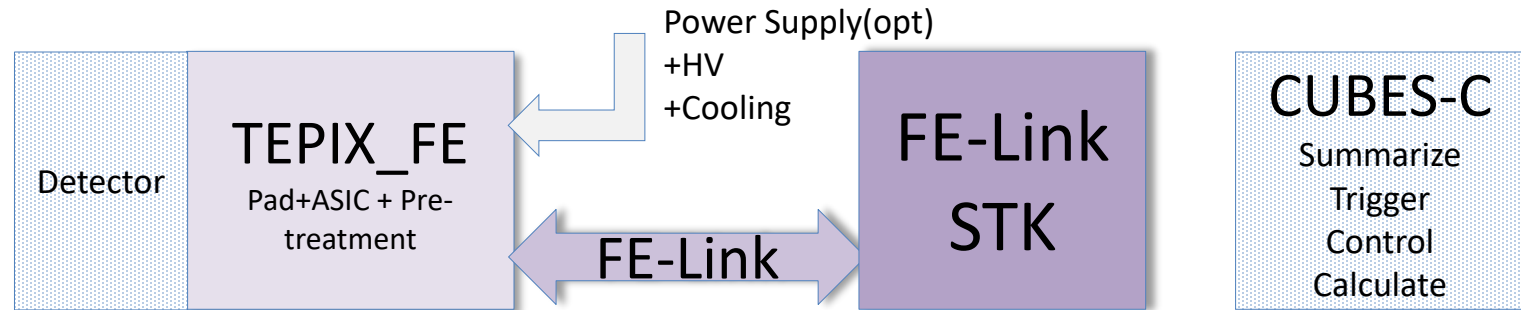 Detector
TEPIX_FE
Pad+ASIC + Pre-
treatment
Power Supply(opt)
+HV
+Cooling
FE-Link
FE-Link
STK
CUBES-C
Summarize
Trigger
Control
Calculate